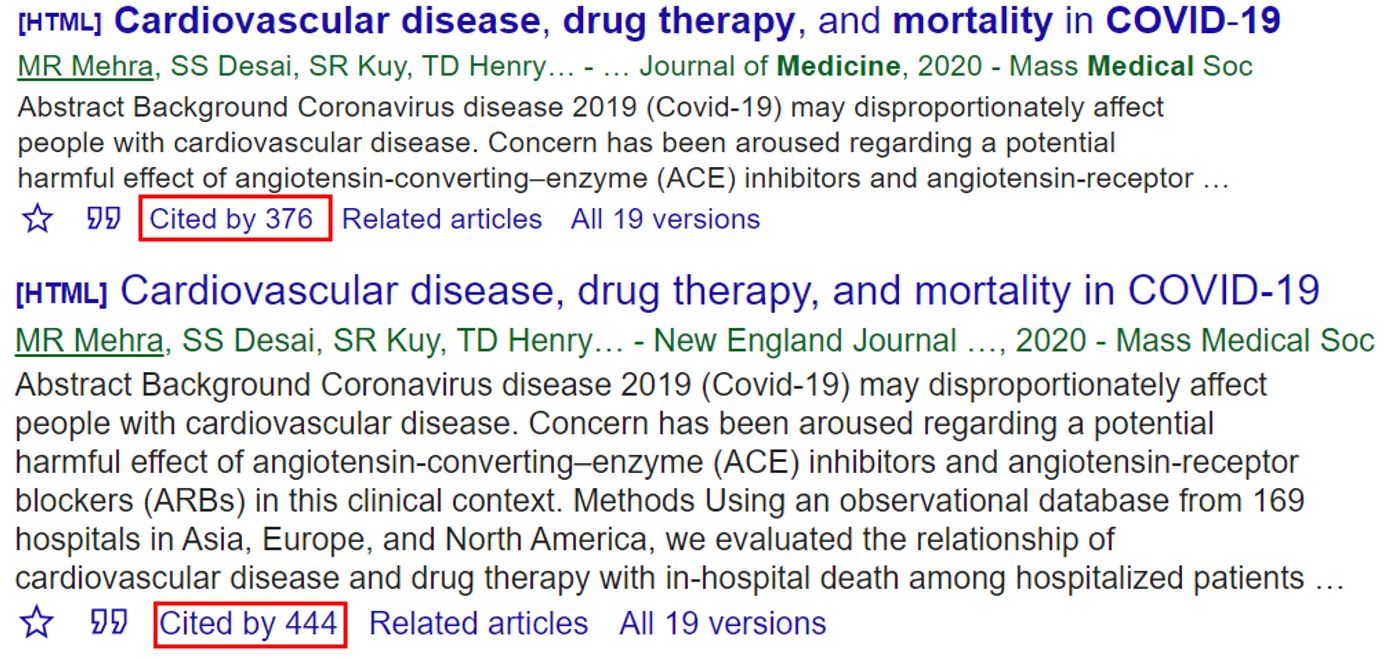 [HTML] Cardiovascular disease, drug therapy, and mortality in COVID-19
MR Mehra, SS Desai, SR Kuy, TD Henry… - … Journal of Medicine, 2020 - Mass Medical Soc
Abstract Background Coronavirus disease 2019 (Covid-19) may disproportionately affect
people with cardiovascular disease. Concern has been aroused regarding a potential
harmful effect of angiotensin-converting–enzyme (ACE) inhibitors and angiotensin-receptor …
Cited by 376 Related articles All 19 versions
[HTML] Cardiovascular disease, drug therapy, and mortality in COVID-19
MR Mehra, SS Desai, SR Kuy, TD Henry… - New England Journal …, 2020 - Mass Medical Soc
Abstract Background Coronavirus disease 2019 (Covid-19) may disproportionately affect
people with cardiovascular disease. Concern has been aroused regarding a potential
harmful effect of angiotensin-converting–enzyme (ACE) inhibitors and angiotensin-receptor
blockers (ARBs) in this clinical context. Methods Using an observational database from 169
hospitals in Asia, Europe, and North America, we evaluated the relationship of
cardiovascular disease and drug therapy with in-hospital death among hospitalized patients …
Cited by 444 Related articles All 19 versions